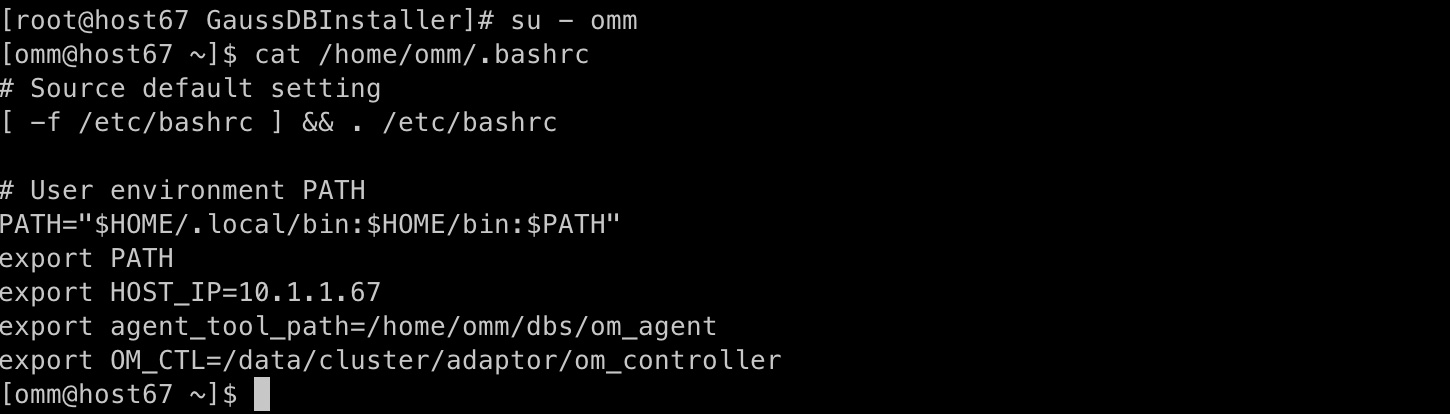 [root@host67 GaussDBInstaller]# su - omm
[omm@host67 ~]$ cat /home/omm/.bashrc
# Source default setting
[ -f /etc/bashrc ] && . /etc/bashrc

# User environment PATH
PATH="$HOME/.local/bin:$HOME/bin:$PATH"
export PATH
export HOST_IP=10.1.1.67
export agent_tool_path=/home/omm/dbs/om_agent
export OM_CTL=/data/cluster/adaptor/om_controller
[omm@host67 ~]$